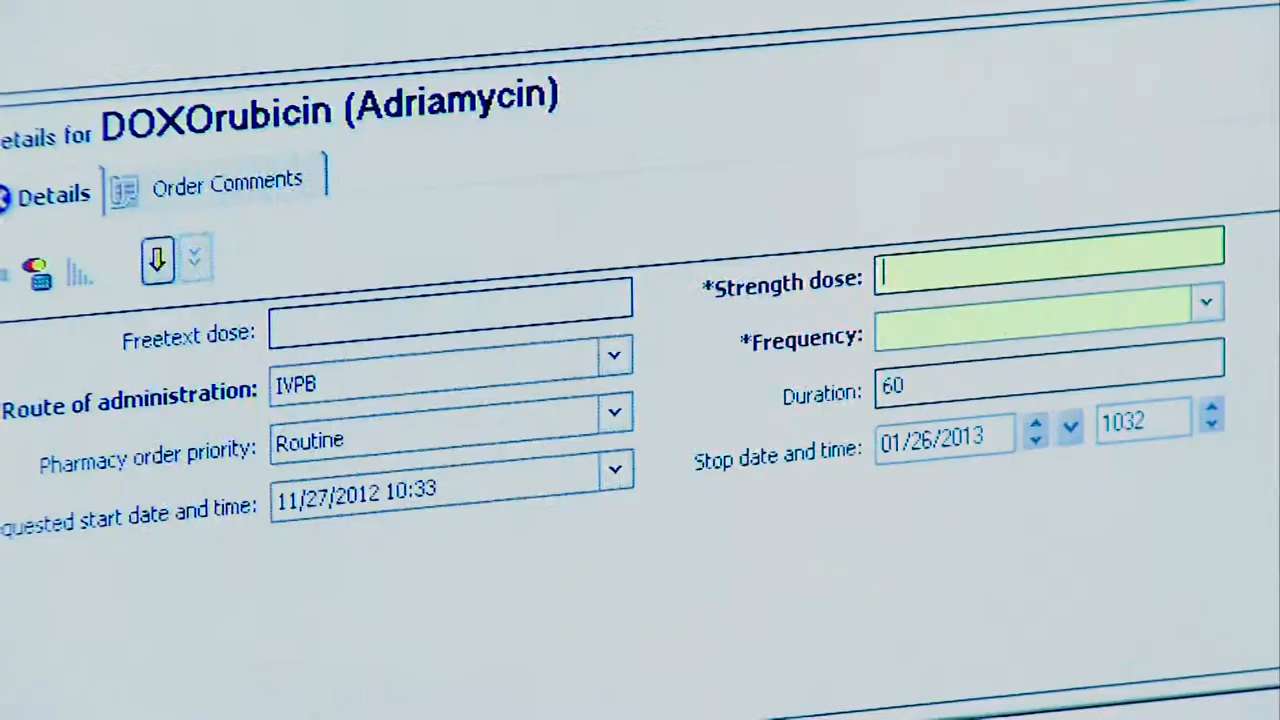 etails for DOXOrubicin (Adriamycin)
Details
Order Comments
Freetext dose:
*Strength dose:
Route of administration: IVPB
*Frequency:
Pharmacy order priority: Routine
Duration: 60
quested start date and time: 11/27/2012 10:33
Stop date and time: 01/26/2013 1032